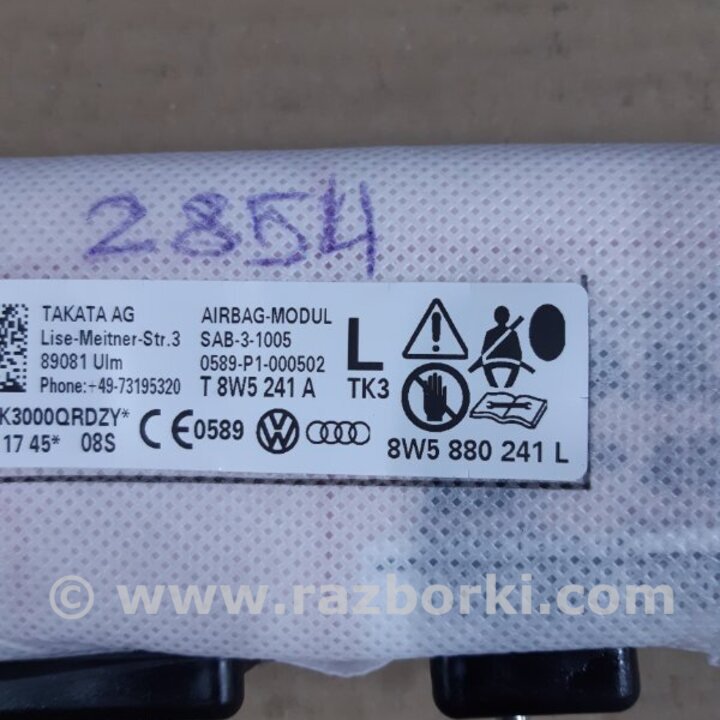 2854
TAKATA AG
Lise-Meitner-Str.3
89081 Ulm
Phone:+49-73195320
K3000QRDZY*
17 45* 08S
AIRBAG-MODUL
SAB-3-1005
0589-P1-000502
T 8W5 241 A
L
TK3
CE 0589
8W5 880 241 L
© www.razborki.com